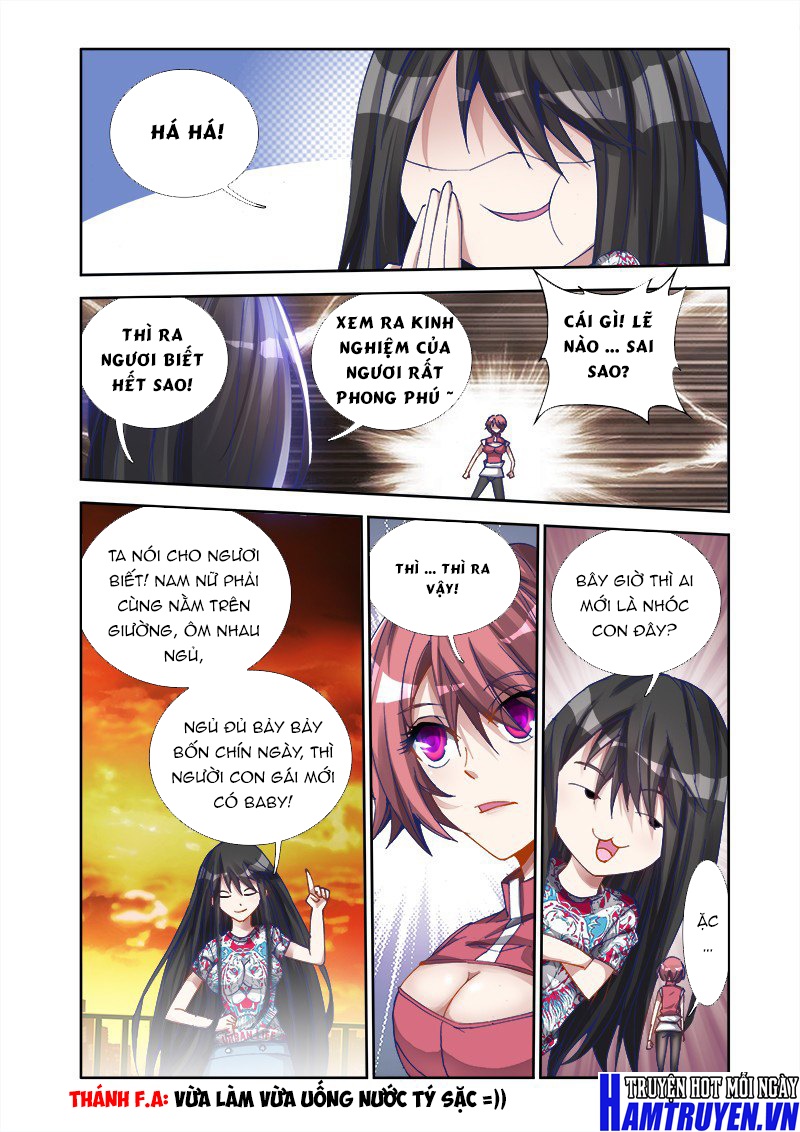 HÁ HÁ!
THÌ RA
NGƯƠI BIẾT
HẾT SAO!
XEM RA KINH
NGHIỆM CỦA
NGƯƠI RẤT
PHONG PHÚ ~
CÁI GÌ! LẼ
NÀO ... SAI
SAO?
TA NÓI CHO NGƯƠI
BIẾT! NAM NỮ PHẢI
CÙNG NẰM TRÊN
GIƯỜNG, ÔM NHAU
NGỦ,
NGỦ ĐỦ BẢY BẢY
BỐN CHÍN NGÀY, THÌ
NGƯỜI CON GÁI MỚI
CÓ BABY!
THÌ ... THÌ RA
VẬY!
BÂY GIỜ THÌ AI
MỚI LÀ NHÓC
CON ĐÂY?
ẶC
...
THÁNH F.A: VỪA LÀM VỪA UỐNG NƯỚC TÝ SẶC =))
TRUYỆN HOT MỖI NGÀY
HAMTRUYEN.VN